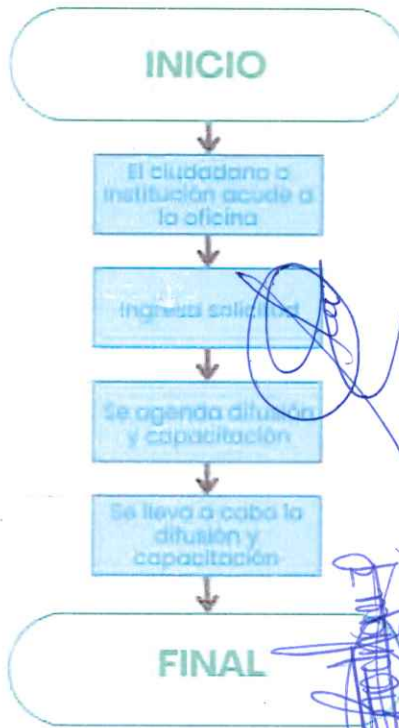 INICIO
El ciudadano o
institución acude a
la oficina
Ingresa solicitud
Se agenda difusión
y capacitación
Se lleva a cabo la
difusión y
capacitación
FINAL